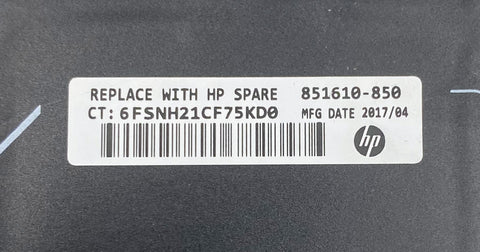 REPLACE WITH HP SPARE 851610-850
CT: 6FSNH21CF75KD0 MFG DATE 2017/04
hp